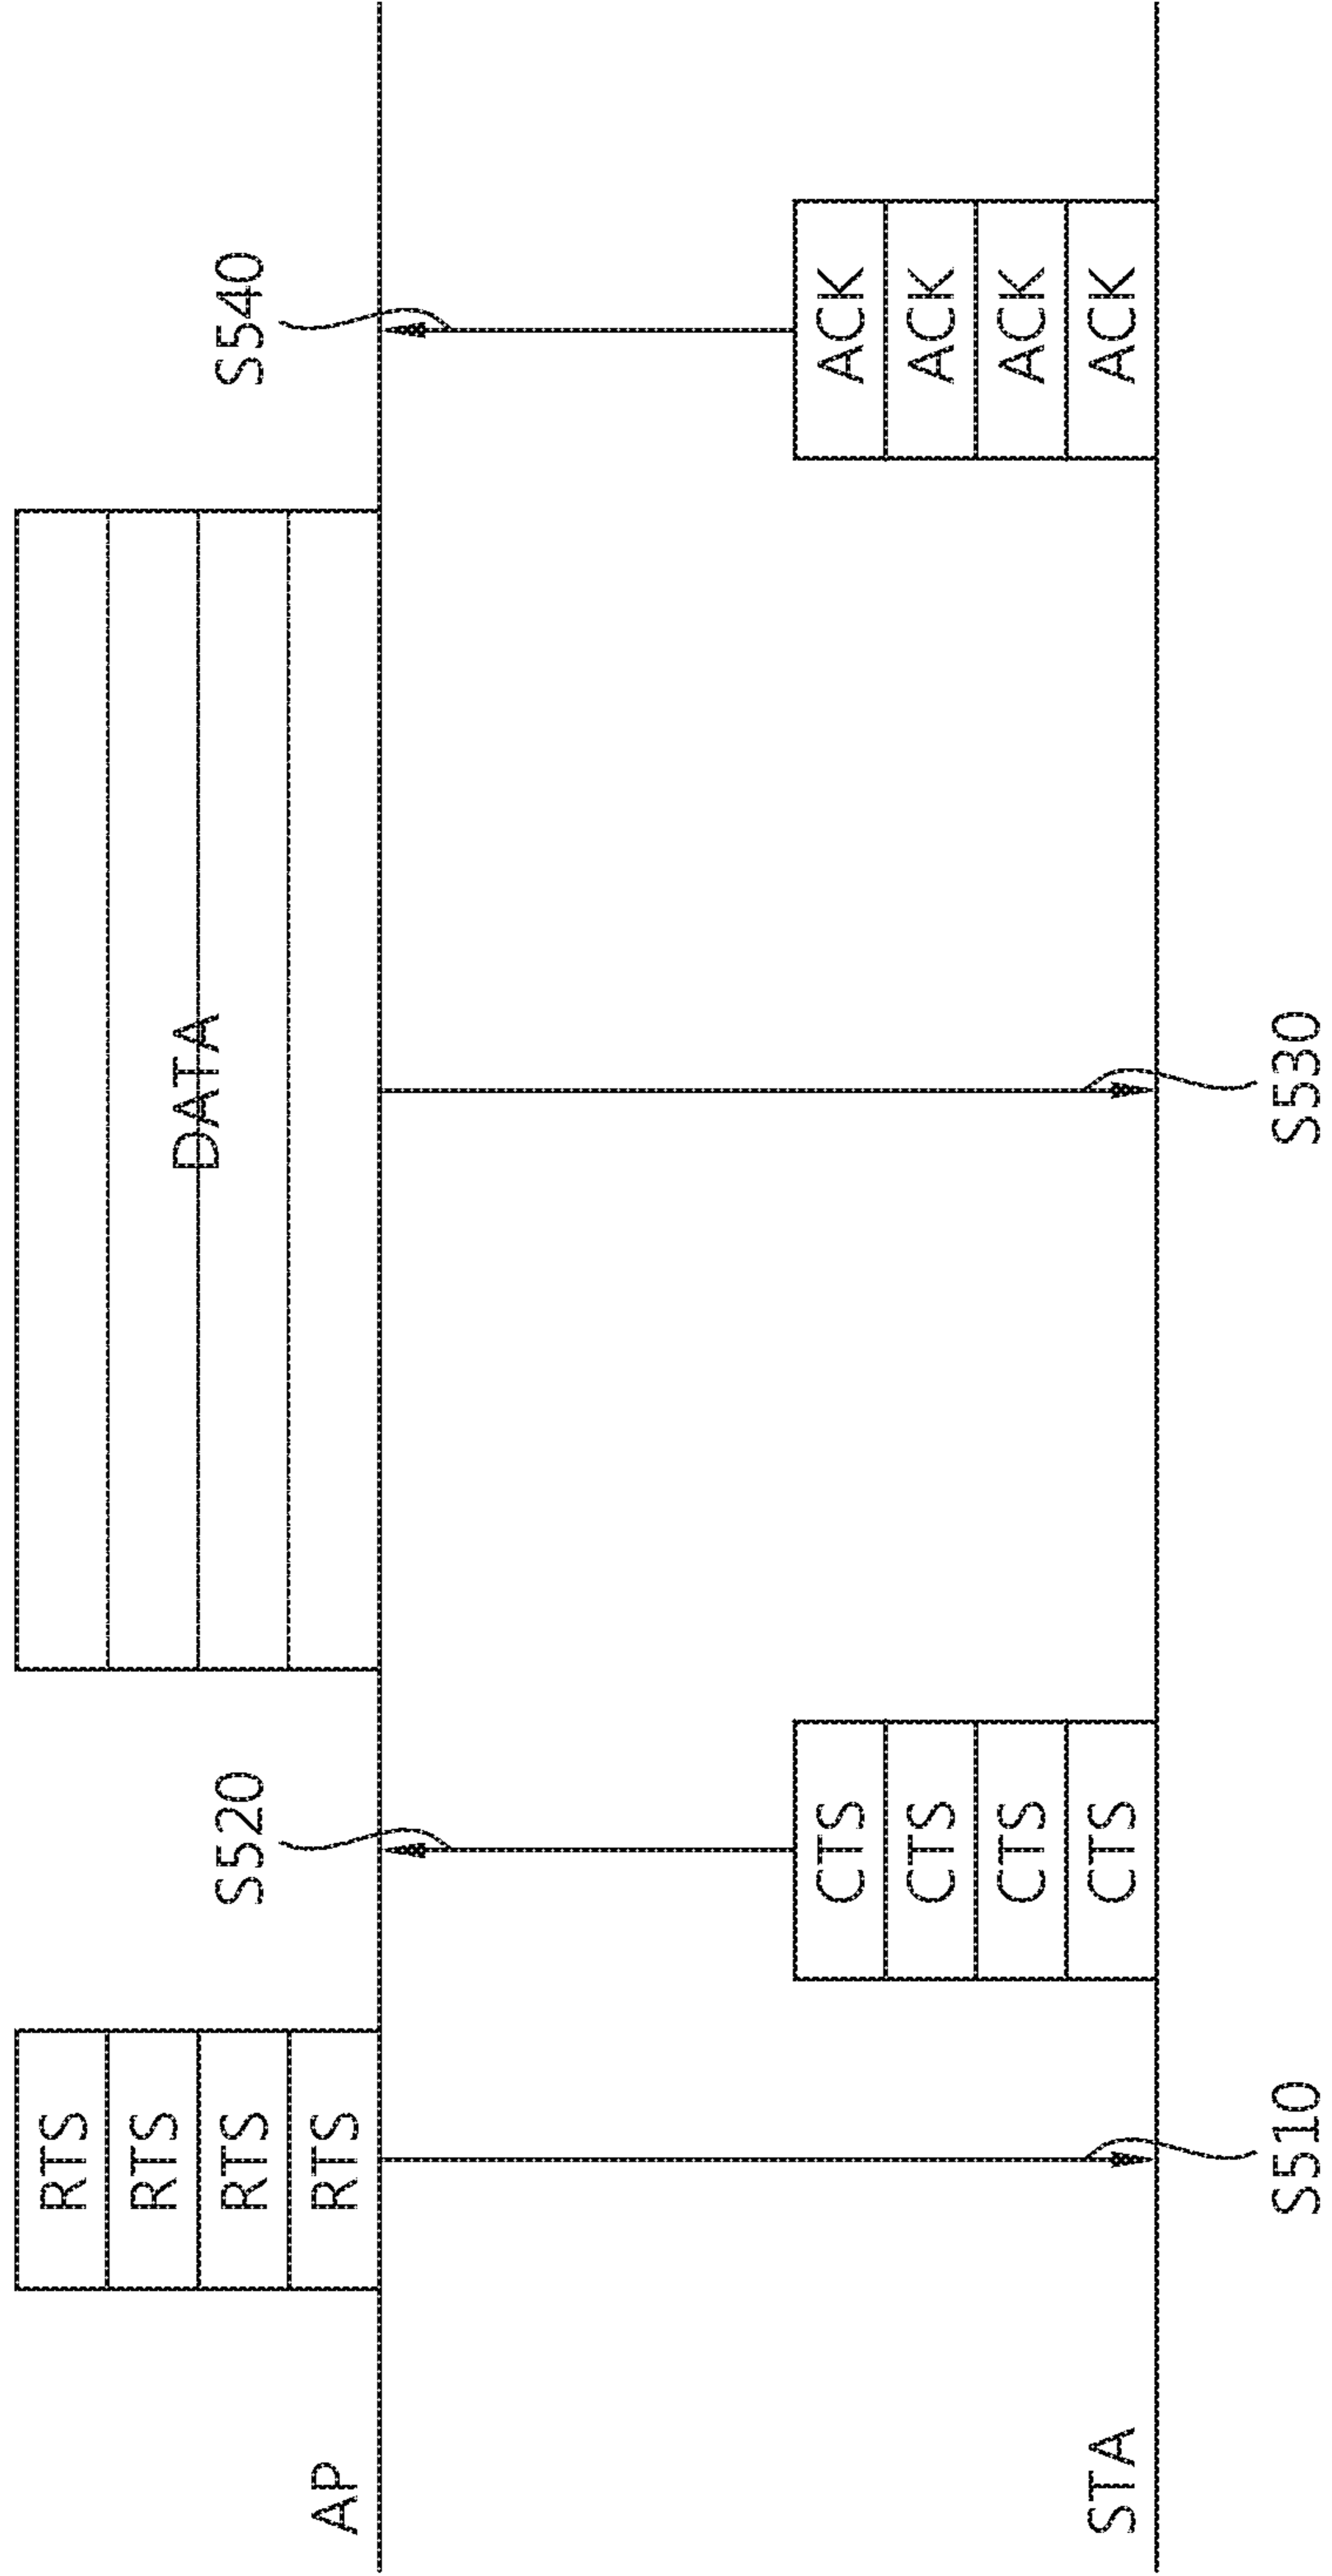 RTS
RTS
DATA
RTS S520 S540
AP RTS
CTS ACK
CTS ACK
CTS ACK
STA CTS ACK
S510 S530